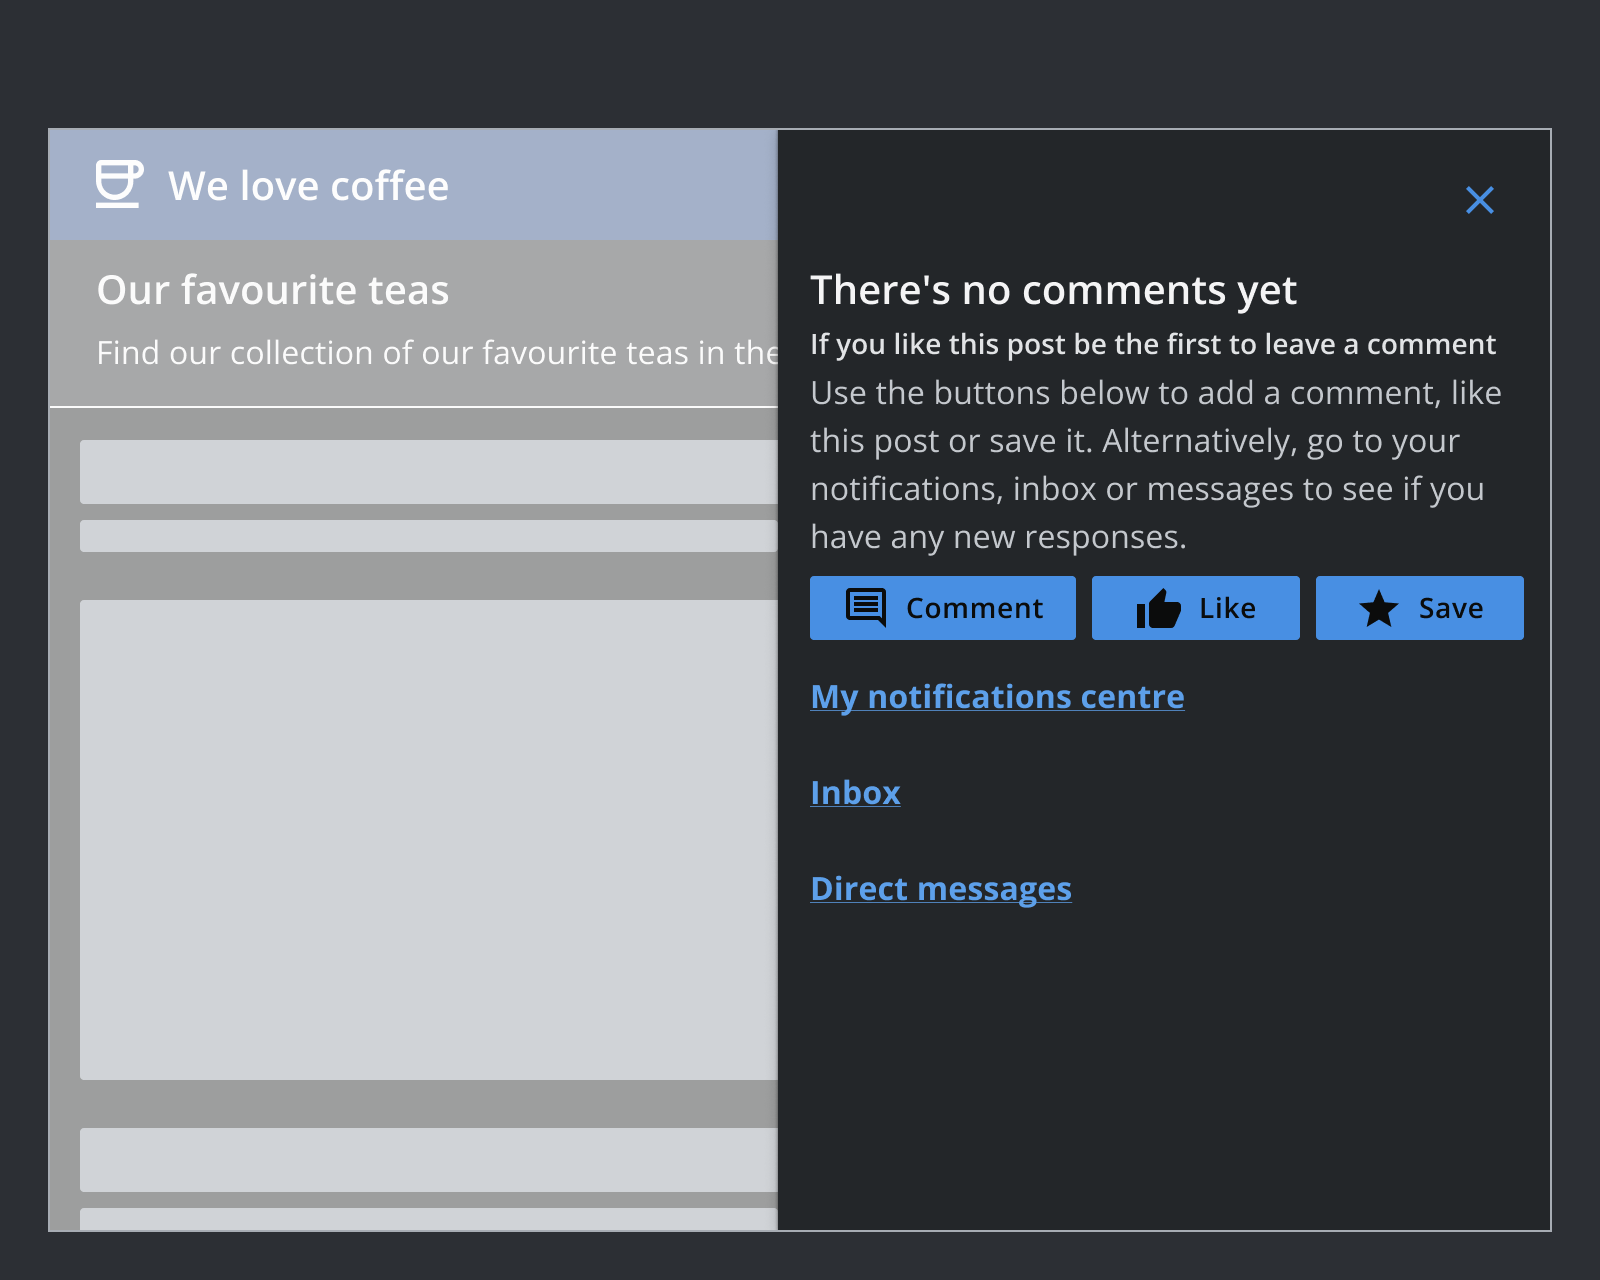 We love coffee
Our favourite teas
Find our collection of our favourite teas in the
There's no comments yet
If you like this post be the first to leave a comment
Use the buttons below to add a comment, like
this post or save it. Alternatively, go to your
notifications, inbox or messages to see if you
have any new responses.
Comment
Like
Save
My notifications centre
Inbox
Direct messages